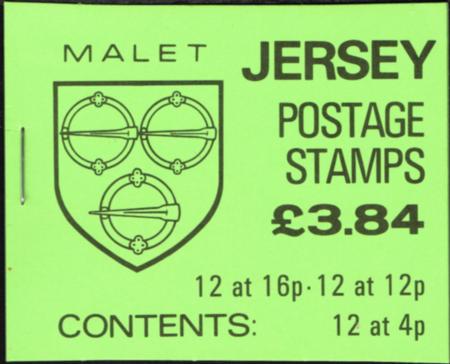 MALET
JERSEY
POSTAGE
STAMPS
£3.84
12 at 16p·12 at 12p
CONTENTS: 12 at 4p